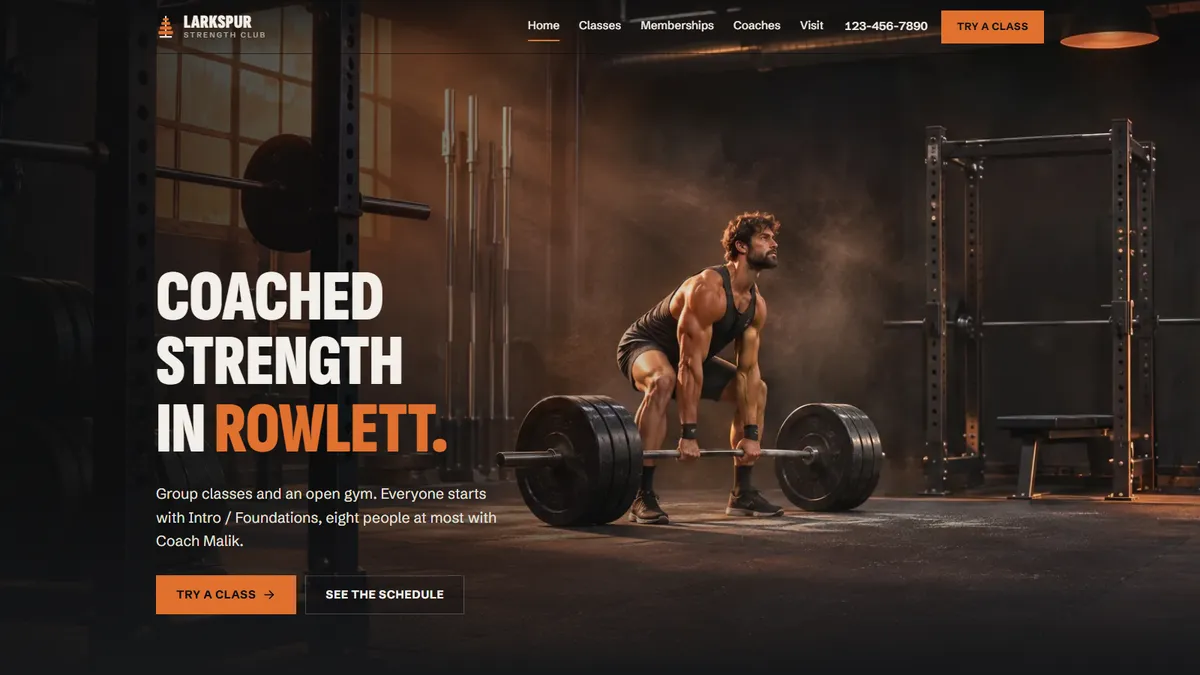 LARKSPUR
STRENGTH CLUB
Home Classes Memberships Coaches Visit 123-456-7890 TRY A CLASS
COACHED
STRENGTH
IN ROWLETT.
Group classes and an open gym. Everyone starts
with Intro / Foundations, eight people at most with
Coach Malik.
TRY A CLASS → SEE THE SCHEDULE